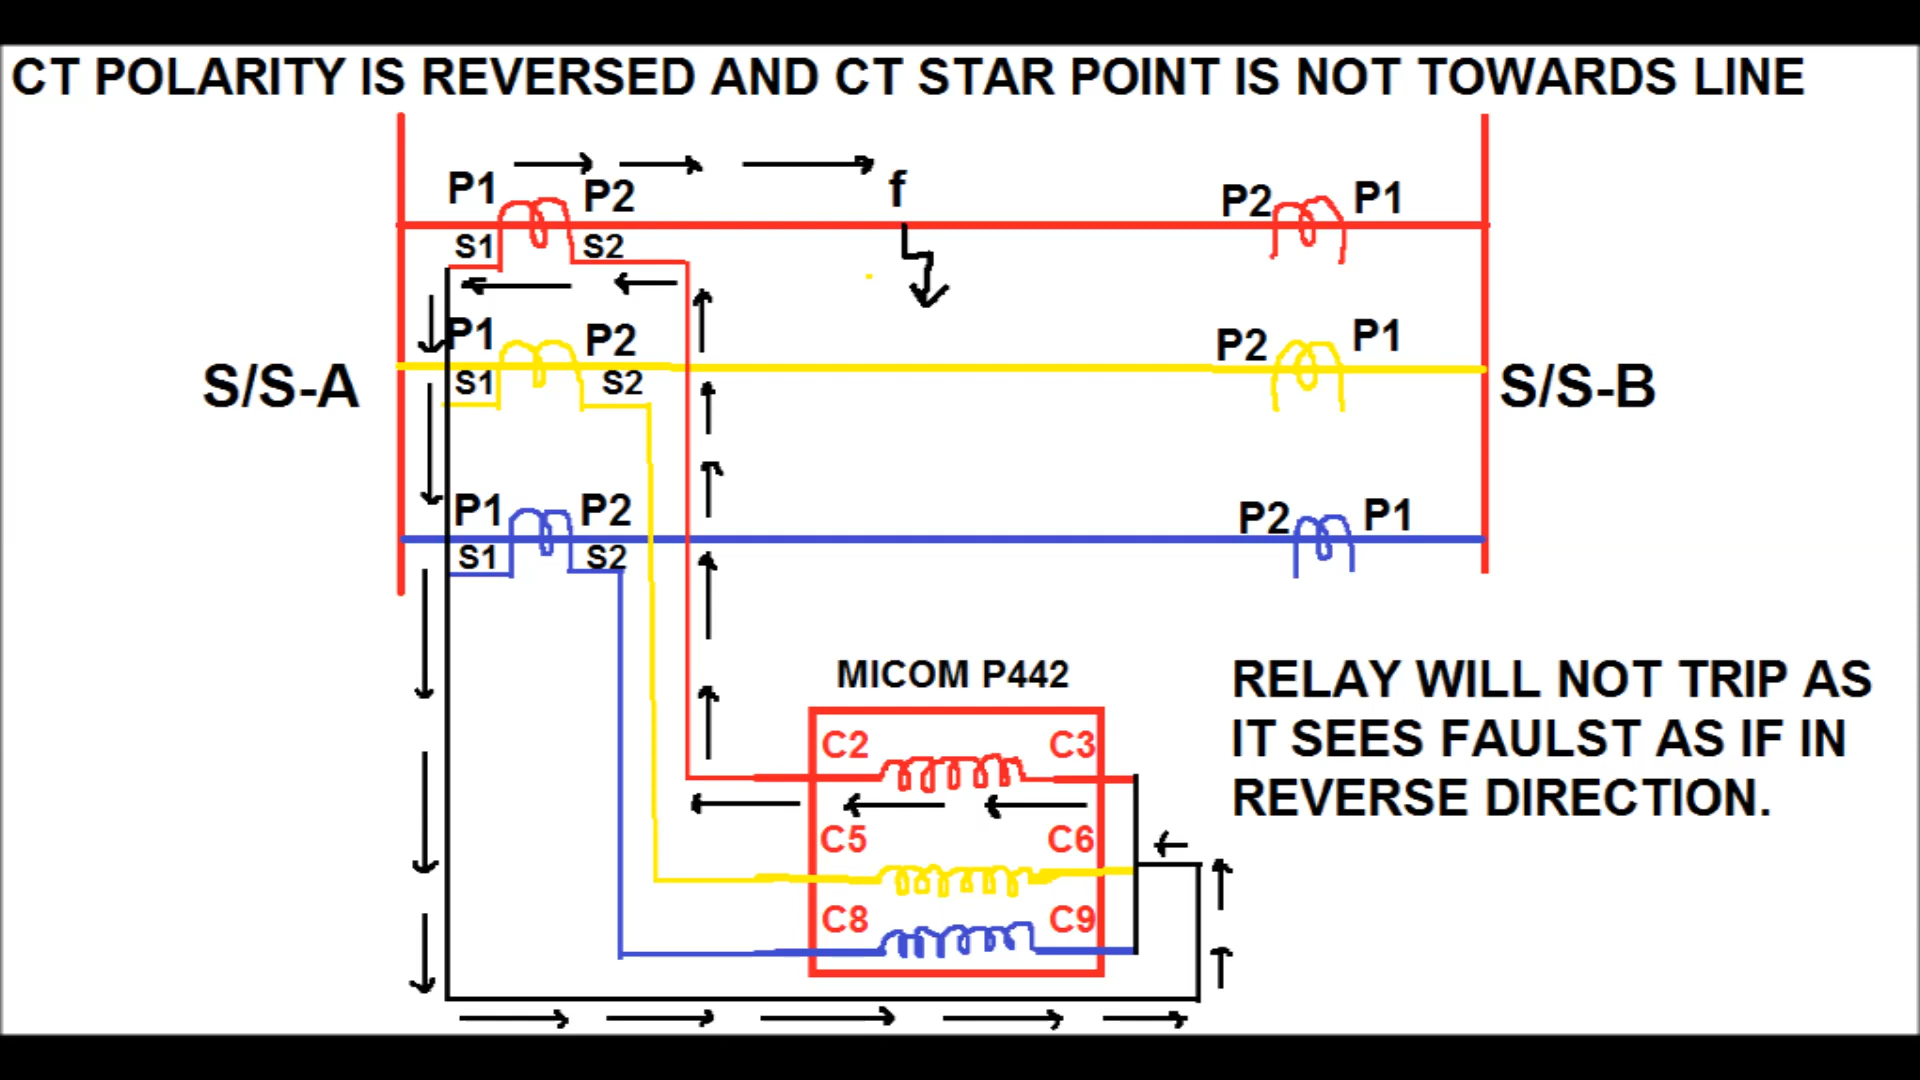 CT POLARITY IS REVERSED AND CT STAR POINT IS NOT TOWARDS LINE
P1 P2 f P2 P1
S1 S2
P1 P2 P2 P1
S/S-A S1 S2 S/S-B
P1 P2 P2 P1
S1 S2
MICOM P442
RELAY WILL NOT TRIP AS
IT SEES FAULST AS IF IN
REVERSE DIRECTION.
C2 C3
C5 C6
C8 C9